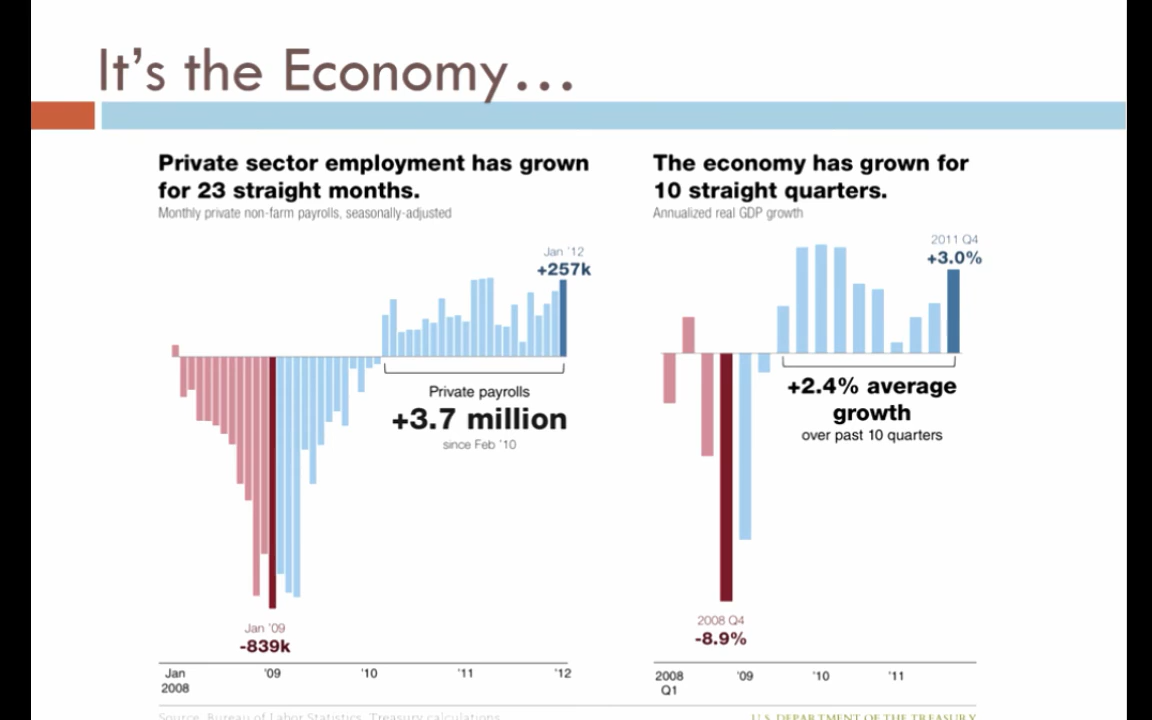 It's the Economy...
Private sector employment has grown
for 23 straight months.
Monthly private non-farm payrolls, seasonally-adjusted
Jan '12
+257k
Private payrolls
+3.7 million
since Feb '10
Jan '09
-839k
Jan
2008
'09
'10
'11
'12
The economy has grown for
10 straight quarters.
Annualized real GDP growth
2011 Q4
+3.0%
+2.4% average
growth
over past 10 quarters
2008 Q4
-8.9%
2008
Q1
'09
'10
'11
Source: Bureau of Labor Statistics, Treasury calculations
U.S. DEPARTMENT OF THE TREASURY